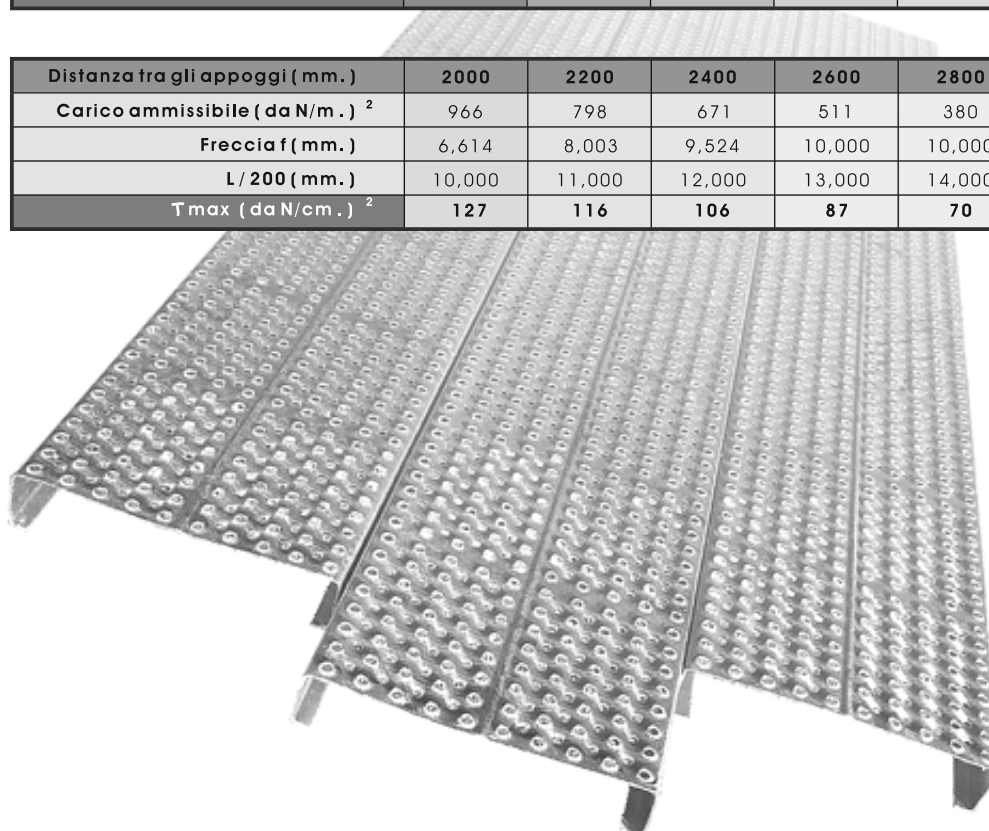 Distanza tra gli appoggi (mm.) 2000 2200 2400 2600 2800
Carico ammissibile (da N/m.) ² 966 798 671 511 380
Freccia f (mm.) 6,614 8,003 9,524 10,000 10,000
L/200 (mm.) 10,000 11,000 12,000 13,000 14,000
τmax (da N/cm.) ² 127 116 106 87 70